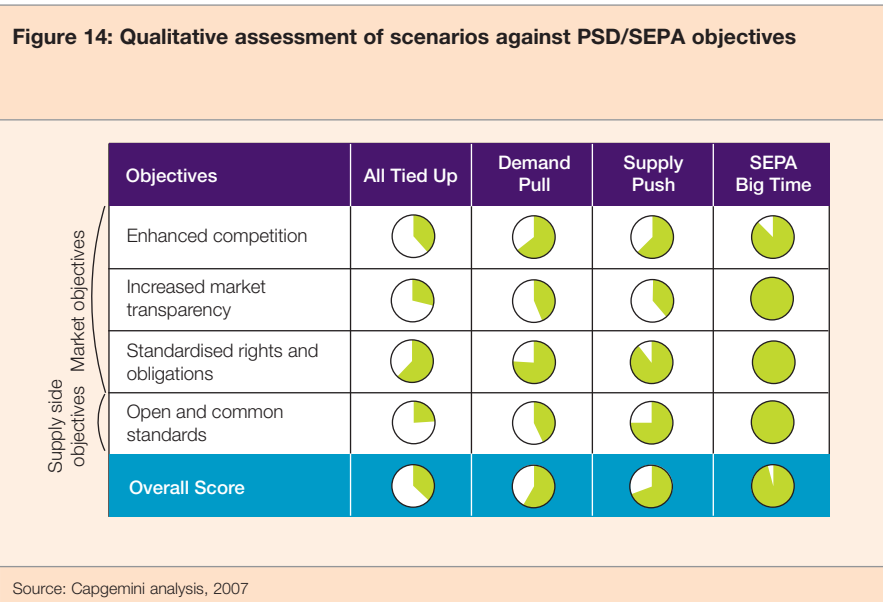 Figure 14: Qualitative assessment of scenarios against PSD/SEPA objectives
Objectives
All Tied Up
Demand
Pull
Supply
Push
SEPA
Big Time
Market objectives
Enhanced competition
Increased market
transparency
Standardised rights and
obligations
Supply side
objectives
Open and common
standards
Overall Score
Source: Capgemini analysis, 2007